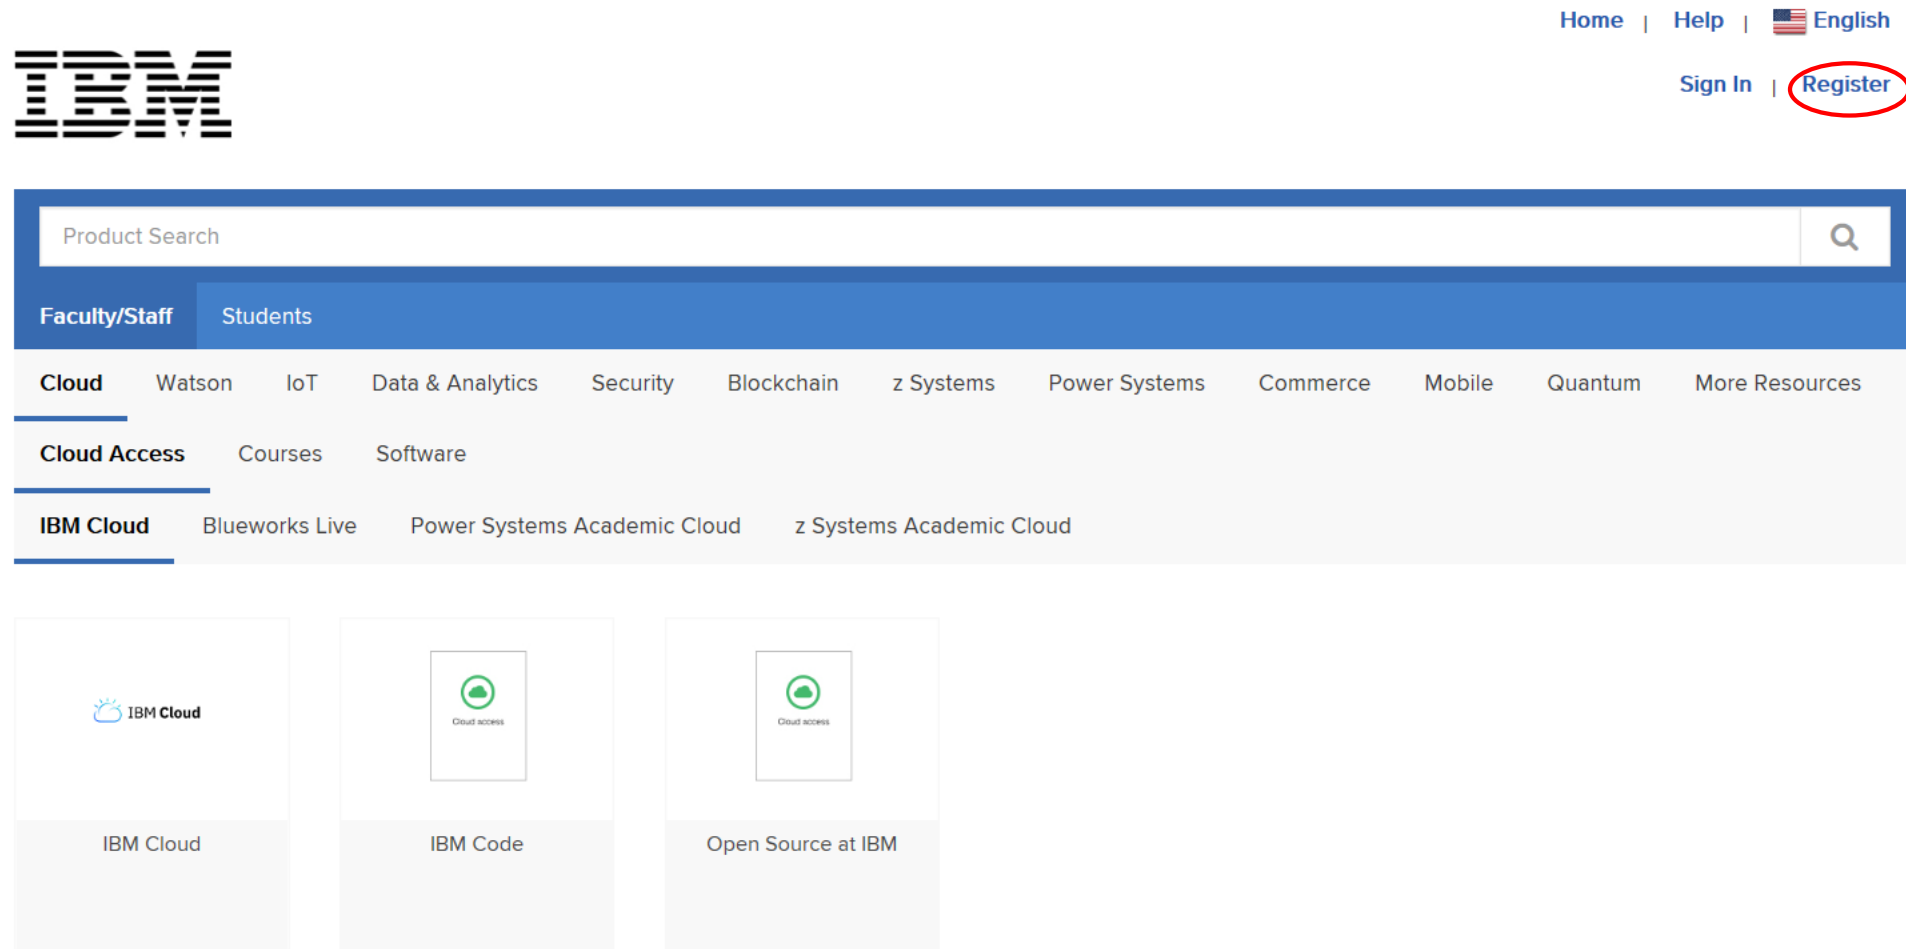 Home | Help | English
IBM
Sign In | Register
Product Search
Faculty/Staff Students
Cloud Watson IoT Data & Analytics Security Blockchain z Systems Power Systems Commerce Mobile Quantum More Resources
Cloud Access Courses Software
IBM Cloud Blueworks Live Power Systems Academic Cloud z Systems Academic Cloud
IBM Cloud
Cloud access
Cloud access
IBM Cloud
IBM Code
Open Source at IBM